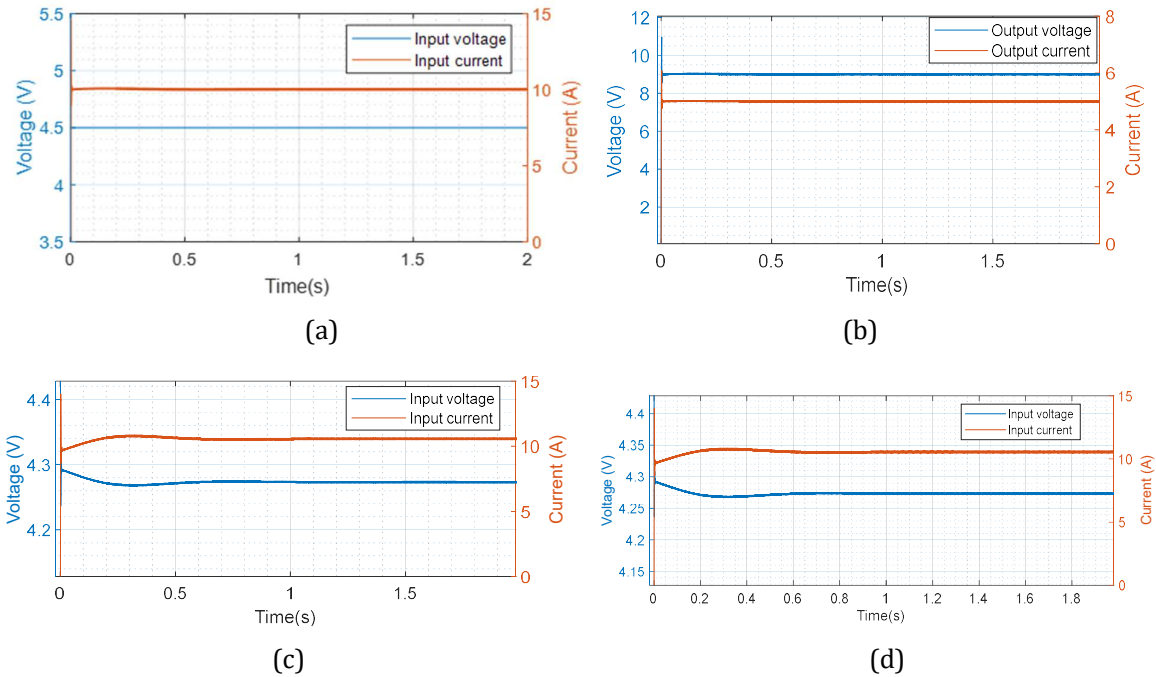 5.5
5
4.5
4
3.5
Voltage (V)
15
10
5
0
Current (A)
Input voltage
Input current
0
0.5
1
1.5
2
Time(s)
(a)
12
10
8
6
4
2
Voltage (V)
8
6
4
2
0
Current (A)
Output voltage
Output current
0
0.5
1
1.5
Time(s)
(b)
4.4
4.3
4.2
Voltage (V)
15
10
5
0
Current (A)
Input voltage
Input current
0
0.5
1
1.5
Time(s)
(c)
4.4
4.35
4.3
4.25
4.2
4.15
Voltage (V)
15
10
5
0
Current (A)
Input voltage
Input current
0
0.2
0.4
0.6
0.8
1
1.2
1.4
1.6
1.8
Time(s)
(d)